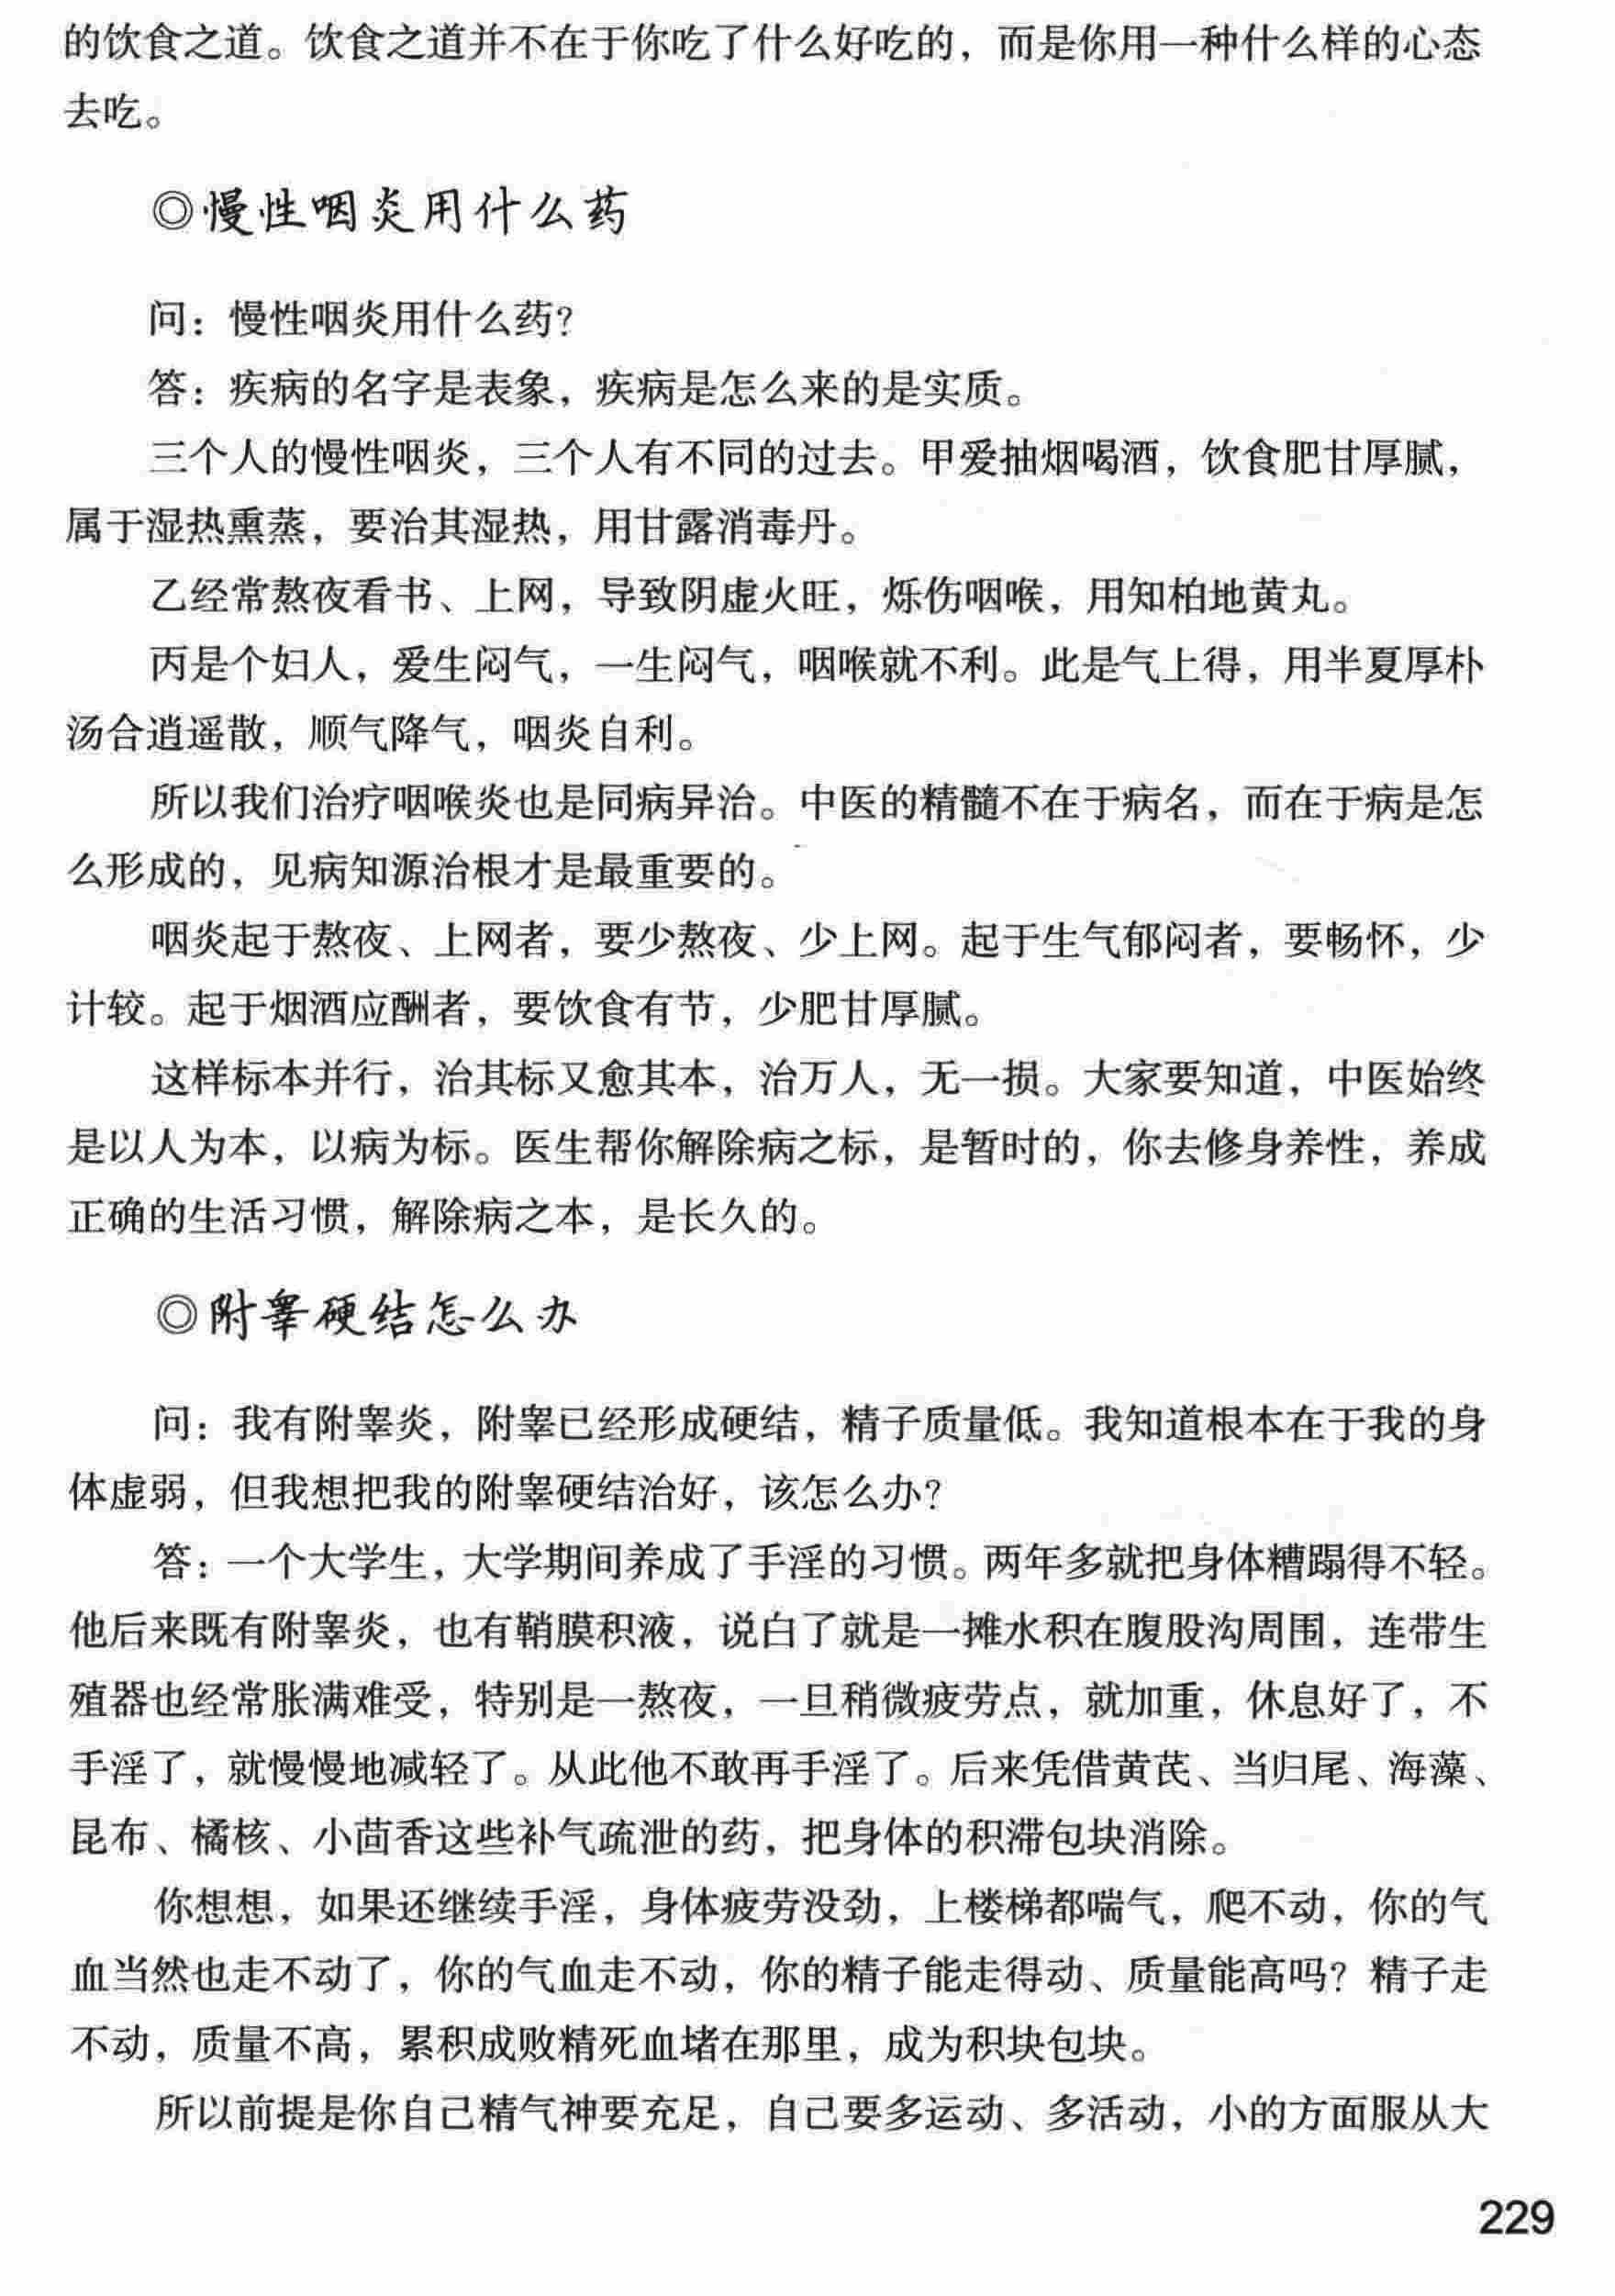 的饮食之道。饮食之道并不在于你吃了什么好吃的，而是你用一种什么样的心态
去吃。
◎慢性咽炎用什么药
问：慢性咽炎用什么药？
答：疾病的名字是表象，疾病是怎么来的是实质。
三个人的慢性咽炎，三个人有不同的过去。甲爱抽烟喝酒，饮食肥甘厚腻，
属于湿热熏蒸，要治其湿热，用甘露消毒丹。
乙经常熬夜看书、上网，导致阴虚火旺，烁伤咽喉，用知柏地黄丸。
丙是个妇人，爱生闷气，一生闷气，咽喉就不利。此是气上得，用半夏厚朴
汤合逍遥散，顺气降气，咽炎自利。
所以我们治疗咽喉炎也是同病异治。中医的精髓不在于病名，而在于病是怎
么形成的，见病知源治根才是最重要的。
咽炎起于熬夜、上网者，要少熬夜、少上网。起于生气郁闷者，要畅怀，少
计较。起于烟酒应酬者，要饮食有节，少肥甘厚腻。
这样标本并行，治其标又愈其本，治万人，无一损。大家要知道，中医始终
是以人为本，以病为标。医生帮你解除病之标，是暂时的，你去修身养性，养成
正确的生活习惯，解除病之本，是长久的。
◎附睾硬结怎么办
问：我有附睾炎，附睾已经形成硬结，精子质量低。我知道根本在于我的身
体虚弱，但我想把我的附睾硬结治好，该怎么办？
答：一个大学生，大学期间养成了手淫的习惯。两年多就把身体糟蹋得不轻。
他后来既有附睾炎，也有鞘膜积液，说白了就是一摊水积在腹股沟周围，连带生
殖器也经常胀满难受，特别是一熬夜，一旦稍微疲劳点，就加重，休息好了，不
手淫了，就慢慢地减轻了。从此他不敢再手淫了。后来凭借黄芪、当归尾、海藻、
昆布、橘核、小茴香这些补气疏泄的药，把身体的积滞包块消除。
你想想，如果还继续手淫，身体疲劳没劲，上楼梯都喘气，爬不动，你的气
血当然也走不动了，你的气血走不动，你的精子能走得动、质量能高吗？精子走
不动，质量不高，累积成败精死血堵在那里，成为积块包块。
所以前提是你自己精气神要充足，自己要多运动、多活动，小的方面服从大
229